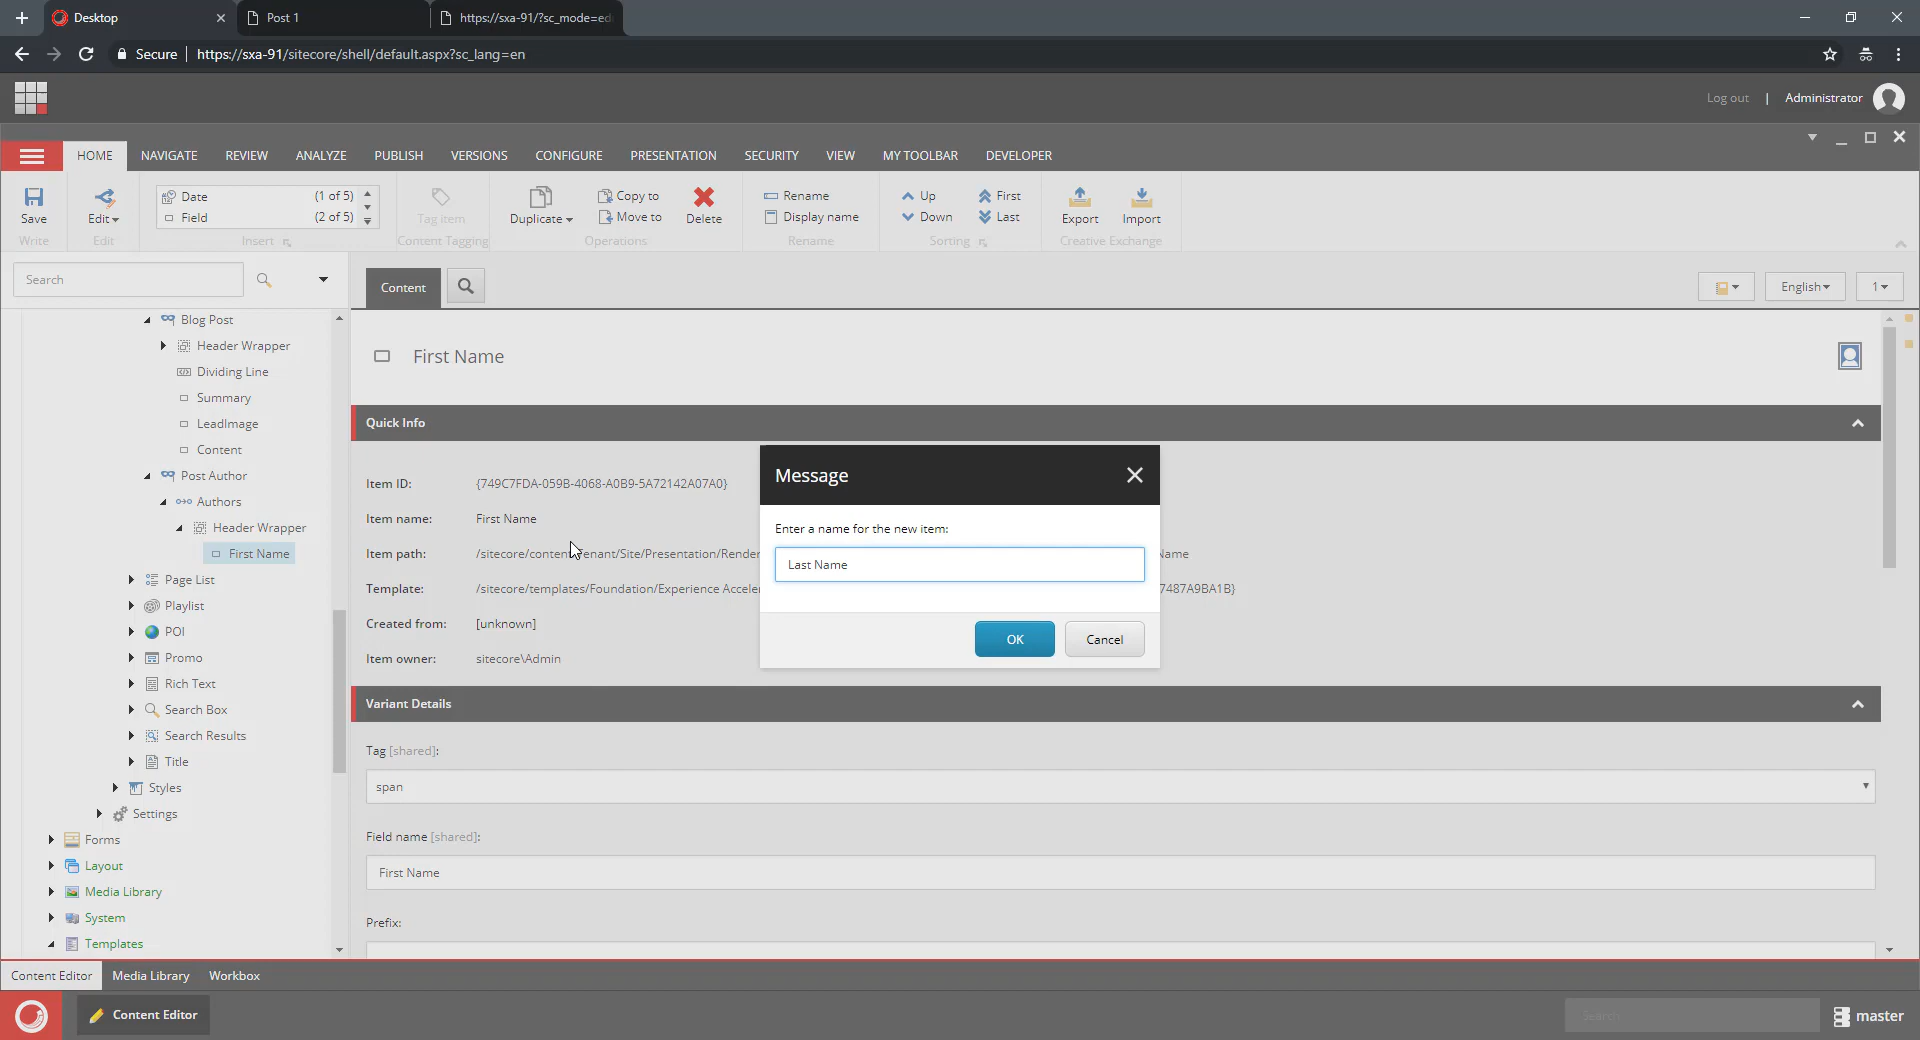 Desktop
Post 1
https://sxa-91/?sc_mode=ed
Secure
https://sxa-91/sitecore/shell/default.aspx?sc_lang=en
Log out
|
Administrator
HOME
NAVIGATE
REVIEW
ANALYZE
PUBLISH
VERSIONS
CONFIGURE
PRESENTATION
SECURITY
VIEW
MY TOOLBAR
DEVELOPER
Save
Write
Edit
Edit
Date (1 of 5)
Field (2 of 5)
Insert
Tag item
Content Tagging
Duplicate
Copy to
Move to
Delete
Operations
Rename
Display name
Rename
Up
Down
First
Last
Sorting
Export
Import
Creative Exchange
Search
Content
English
1
Blog Post
Header Wrapper
Dividing Line
Summary
LeadImage
Content
Post Author
Authors
Header Wrapper
First Name
Page List
Playlist
POI
Promo
Rich Text
Search Box
Search Results
Title
Styles
Settings
Forms
Layout
Media Library
System
Templates
First Name
Quick Info
Item ID: {749C7FDA-059B-4068-A0B9-5A72142A07A0}
Item name: First Name
Item path: /sitecore/content/Tenant/Site/Presentation/Render
Name
Template: /sitecore/templates/Foundation/Experience Acceler
7487A9BA1B}
Created from: [unknown]
Item owner: sitecore\Admin
Message
Enter a name for the new item:
Last Name
OK
Cancel
Variant Details
Tag [shared]:
span
Field name [shared]:
First Name
Prefix:
Content Editor
Media Library
Workbox
Content Editor
Search
master